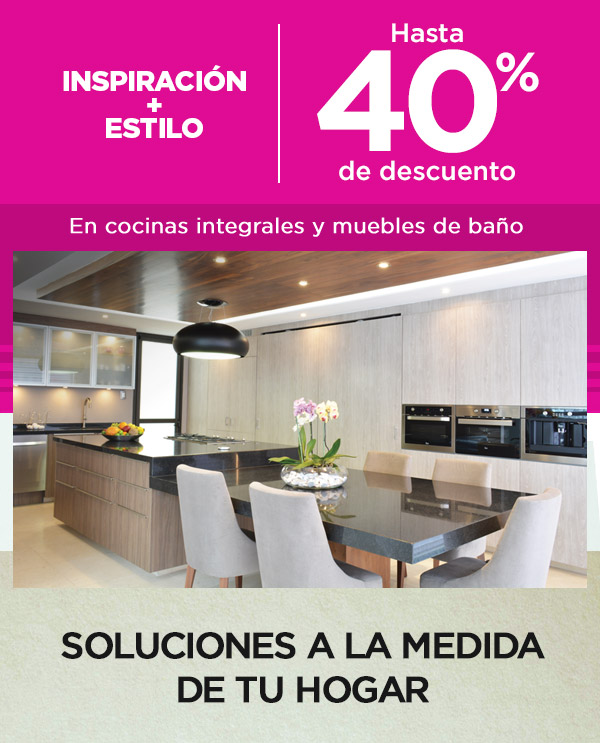 INSPIRACIÓN
+
ESTILO
Hasta
40%
de descuento
En cocinas integrales y muebles de baño
SOLUCIONES A LA MEDIDA
DE TU HOGAR